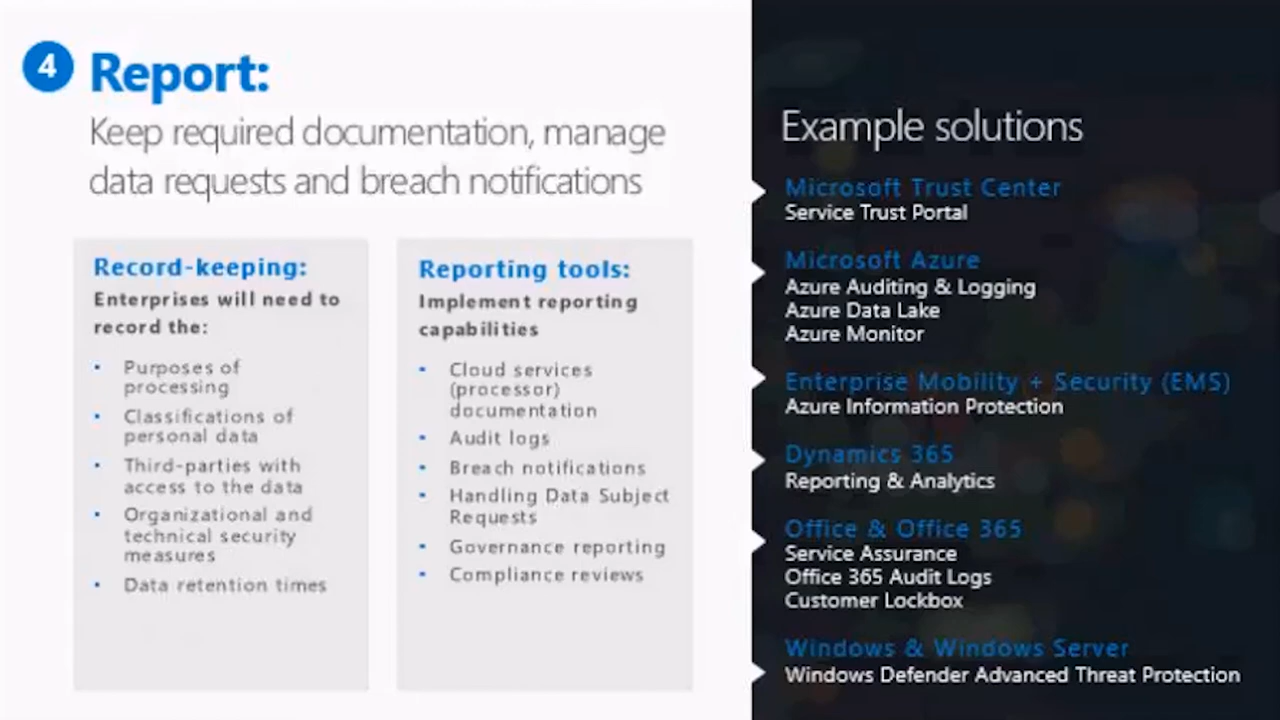 4 Report:
Keep required documentation, manage
data requests and breach notifications
Record-keeping:
Enterprises will need to
record the:
• Purposes of
processing
• Classifications of
personal data
• Third-parties with
access to the data
• Organizational and
technical security
measures
• Data retention times
Reporting tools:
Implement reporting
capabilities
• Cloud services
(processor)
documentation
• Audit logs
• Breach notifications
• Handling Data Subject
Requests
• Governance reporting
• Compliance reviews
Example solutions
Microsoft Trust Center
Service Trust Portal
Microsoft Azure
Azure Auditing & Logging
Azure Data Lake
Azure Monitor
Enterprise Mobility + Security (EMS)
Azure Information Protection
Dynamics 365
Reporting & Analytics
Office & Office 365
Service Assurance
Office 365 Audit Logs
Customer Lockbox
Windows & Windows Server
Windows Defender Advanced Threat Protection